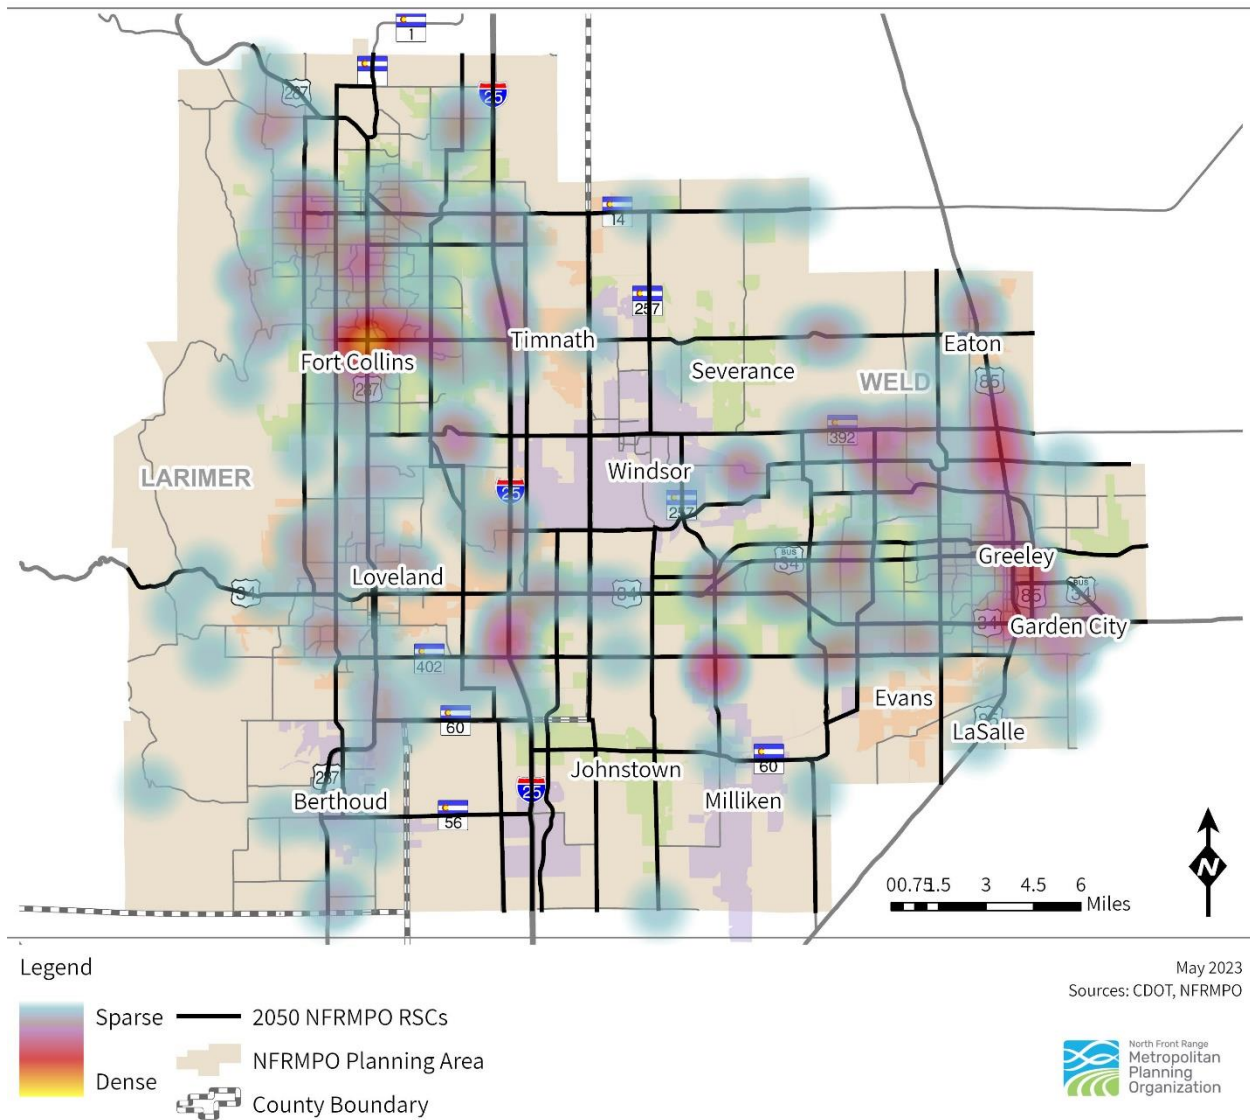 1
287
25
14
257
Timnath
Eaton
Fort Collins
Severance
WELD
85
287
392
LARIMER
Windsor
25
257
Greeley
BUS
34
Loveland
34
34
85
BUS
34
34
Garden City
402
Evans
60
LaSalle
Johnstown
60
287
25
Berthoud
Milliken
56
N
00.751.5 3 4.5 6
Miles
Legend
May 2023
Sources: CDOT, NFRMPO
Sparse
2050 NFRMPO RSCs
NFRMPO Planning Area
Dense
County Boundary
North Front Range
Metropolitan
Planning
Organization